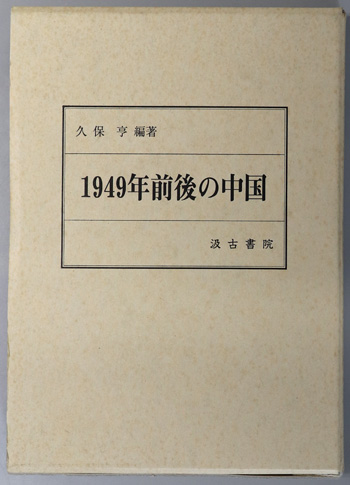 久保 亨 編著
1949年前後の中国
汲古書院